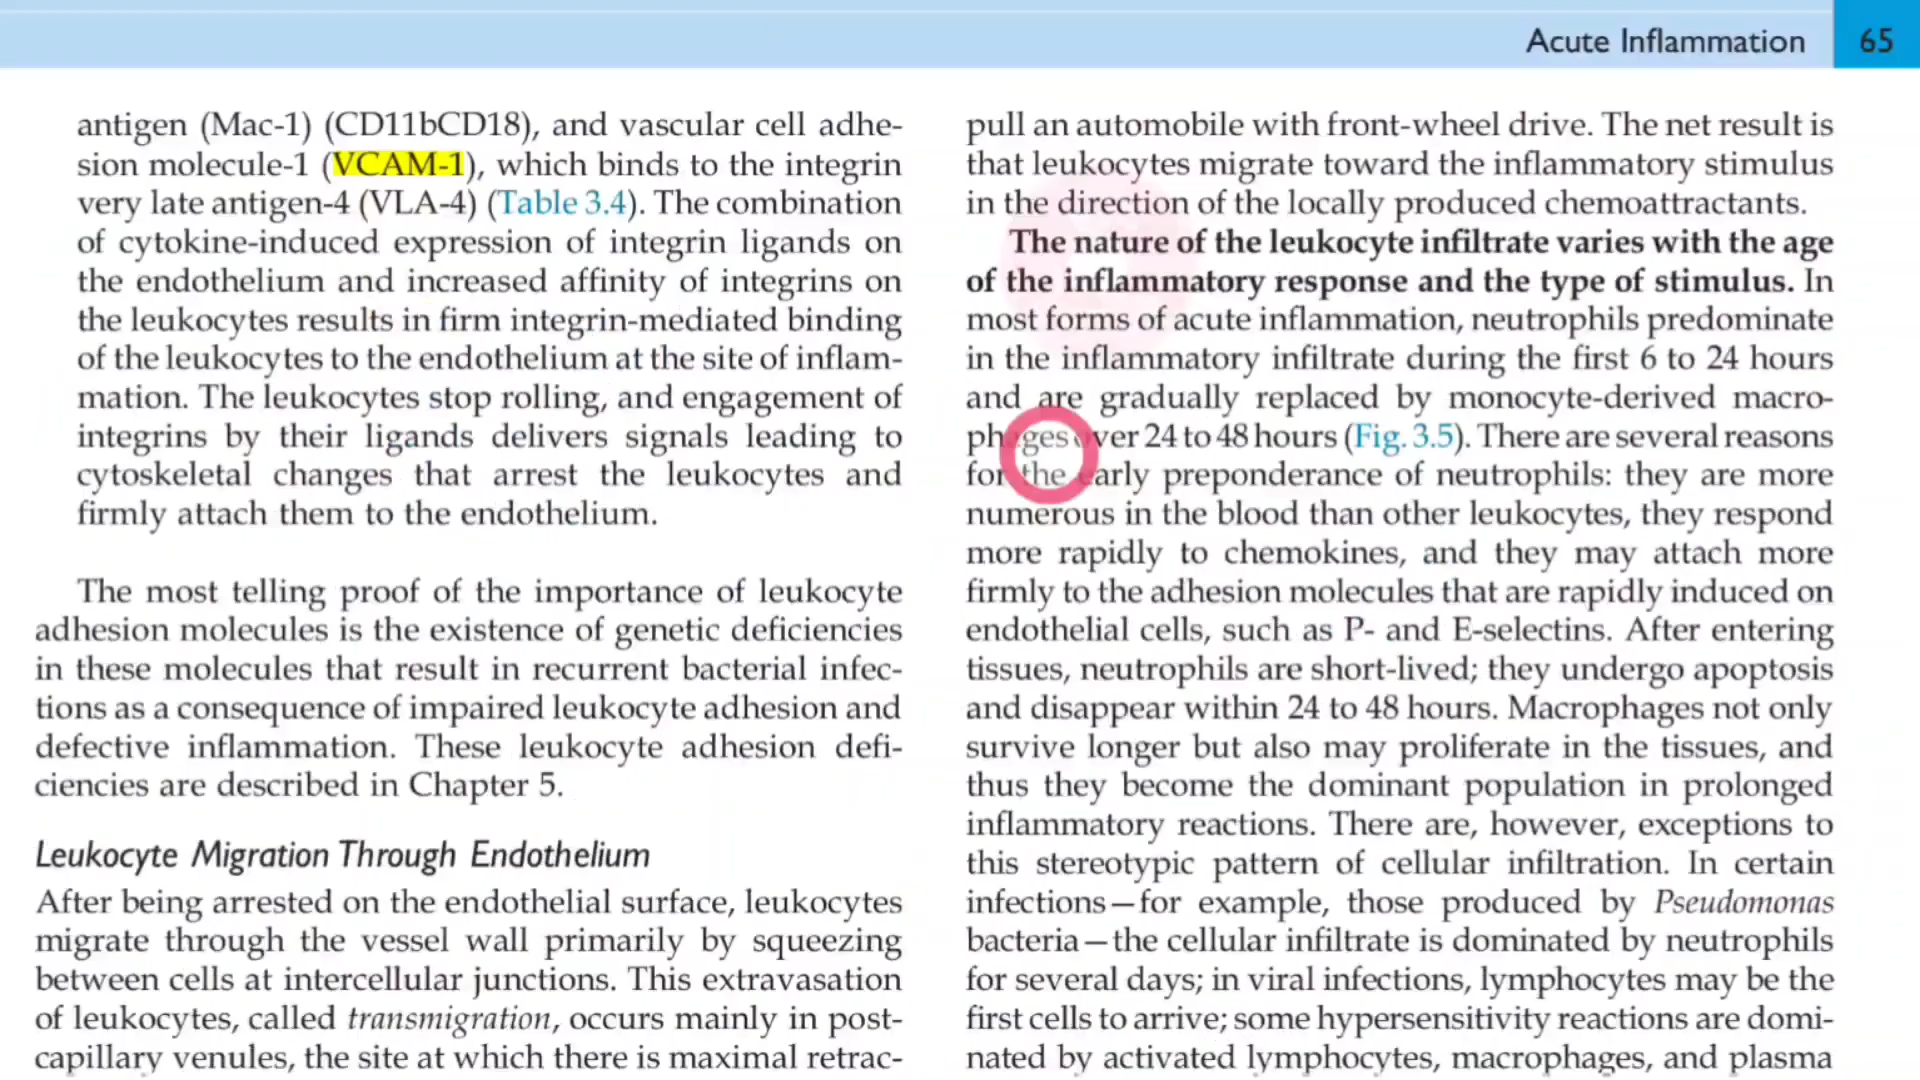 Acute Inflammation 65
antigen (Mac-1) (CD11bCD18), and vascular cell adhe-
sion molecule-1 (VCAM-1), which binds to the integrin
very late antigen-4 (VLA-4) (Table 3.4). The combination
of cytokine-induced expression of integrin ligands on
the endothelium and increased affinity of integrins on
the leukocytes results in firm integrin-mediated binding
of the leukocytes to the endothelium at the site of inflam-
mation. The leukocytes stop rolling, and engagement of
integrins by their ligands delivers signals leading to
cytoskeletal changes that arrest the leukocytes and
firmly attach them to the endothelium.
The most telling proof of the importance of leukocyte
adhesion molecules is the existence of genetic deficiencies
in these molecules that result in recurrent bacterial infec-
tions as a consequence of impaired leukocyte adhesion and
defective inflammation. These leukocyte adhesion defi-
ciencies are described in Chapter 5.
Leukocyte Migration Through Endothelium
After being arrested on the endothelial surface, leukocytes
migrate through the vessel wall primarily by squeezing
between cells at intercellular junctions. This extravasation
of leukocytes, called transmigration, occurs mainly in post-
capillary venules, the site at which there is maximal retrac-
pull an automobile with front-wheel drive. The net result is
that leukocytes migrate toward the inflammatory stimulus
in the direction of the locally produced chemoattractants.
The nature of the leukocyte infiltrate varies with the age
of the inflammatory response and the type of stimulus. In
most forms of acute inflammation, neutrophils predominate
in the inflammatory infiltrate during the first 6 to 24 hours
and are gradually replaced by monocyte-derived macro-
phages over 24 to 48 hours (Fig. 3.5). There are several reasons
for the early preponderance of neutrophils: they are more
numerous in the blood than other leukocytes, they respond
more rapidly to chemokines, and they may attach more
firmly to the adhesion molecules that are rapidly induced on
endothelial cells, such as P- and E-selectins. After entering
tissues, neutrophils are short-lived; they undergo apoptosis
and disappear within 24 to 48 hours. Macrophages not only
survive longer but also may proliferate in the tissues, and
thus they become the dominant population in prolonged
inflammatory reactions. There are, however, exceptions to
this stereotypic pattern of cellular infiltration. In certain
infections—for example, those produced by Pseudomonas
bacteria—the cellular infiltrate is dominated by neutrophils
for several days; in viral infections, lymphocytes may be the
first cells to arrive; some hypersensitivity reactions are domi-
nated by activated lymphocytes, macrophages, and plasma